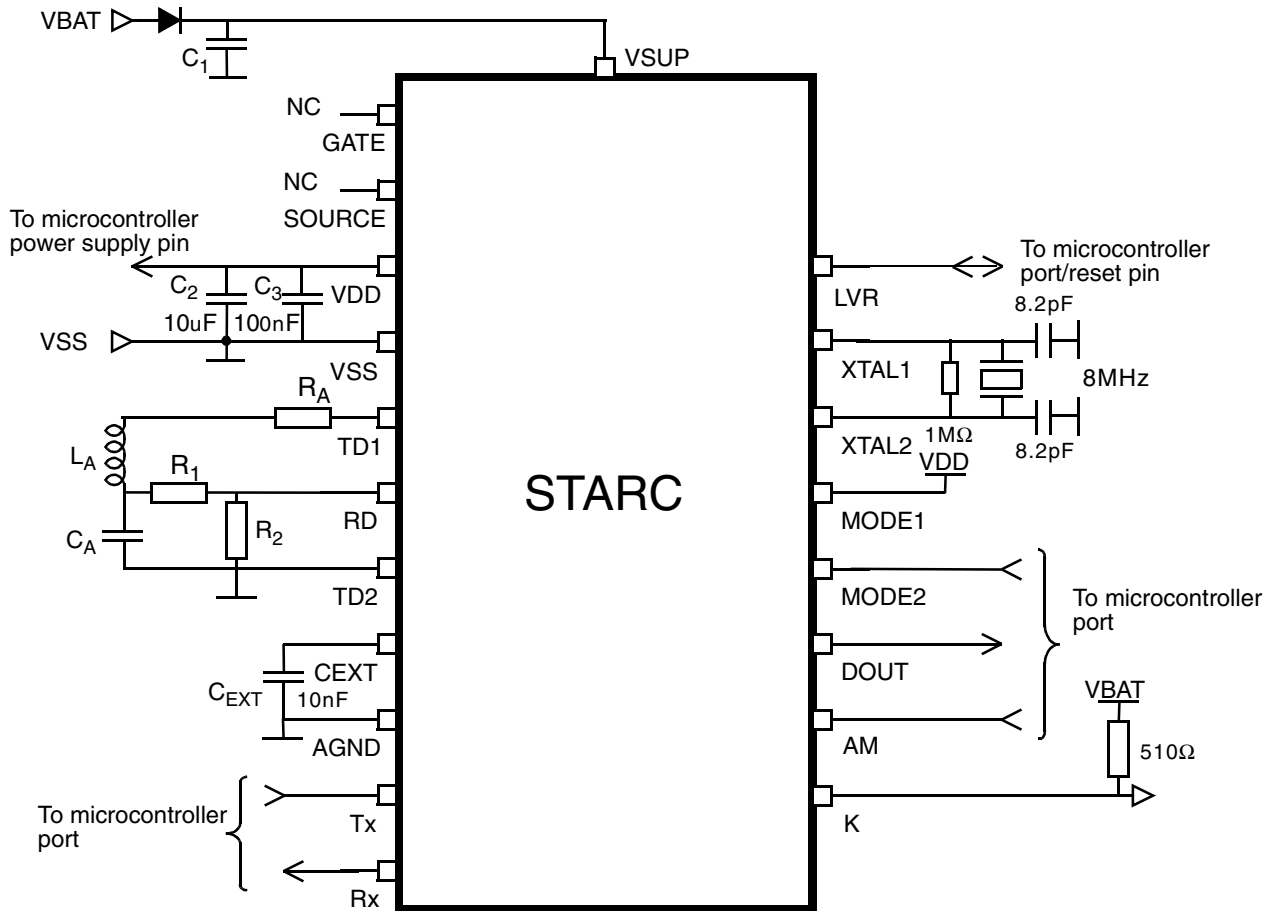 VBAT
C1
VSUP
NC
GATE
NC
SOURCE
To microcontroller
power supply pin
C2
C3
VDD
10uF
100nF
VSS
VSS
RA
TD1
LA
R1
RD
CA
R2
TD2
CEXT
CEXT
10nF
AGND
To microcontroller
port
Tx
Rx
STARC
LVR
To microcontroller
port/reset pin
8.2pF
XTAL1
8MHz
XTAL2
1MΩ
8.2pF
VDD
MODE1
MODE2
To microcontroller
port
DOUT
VBAT
AM
510Ω
K